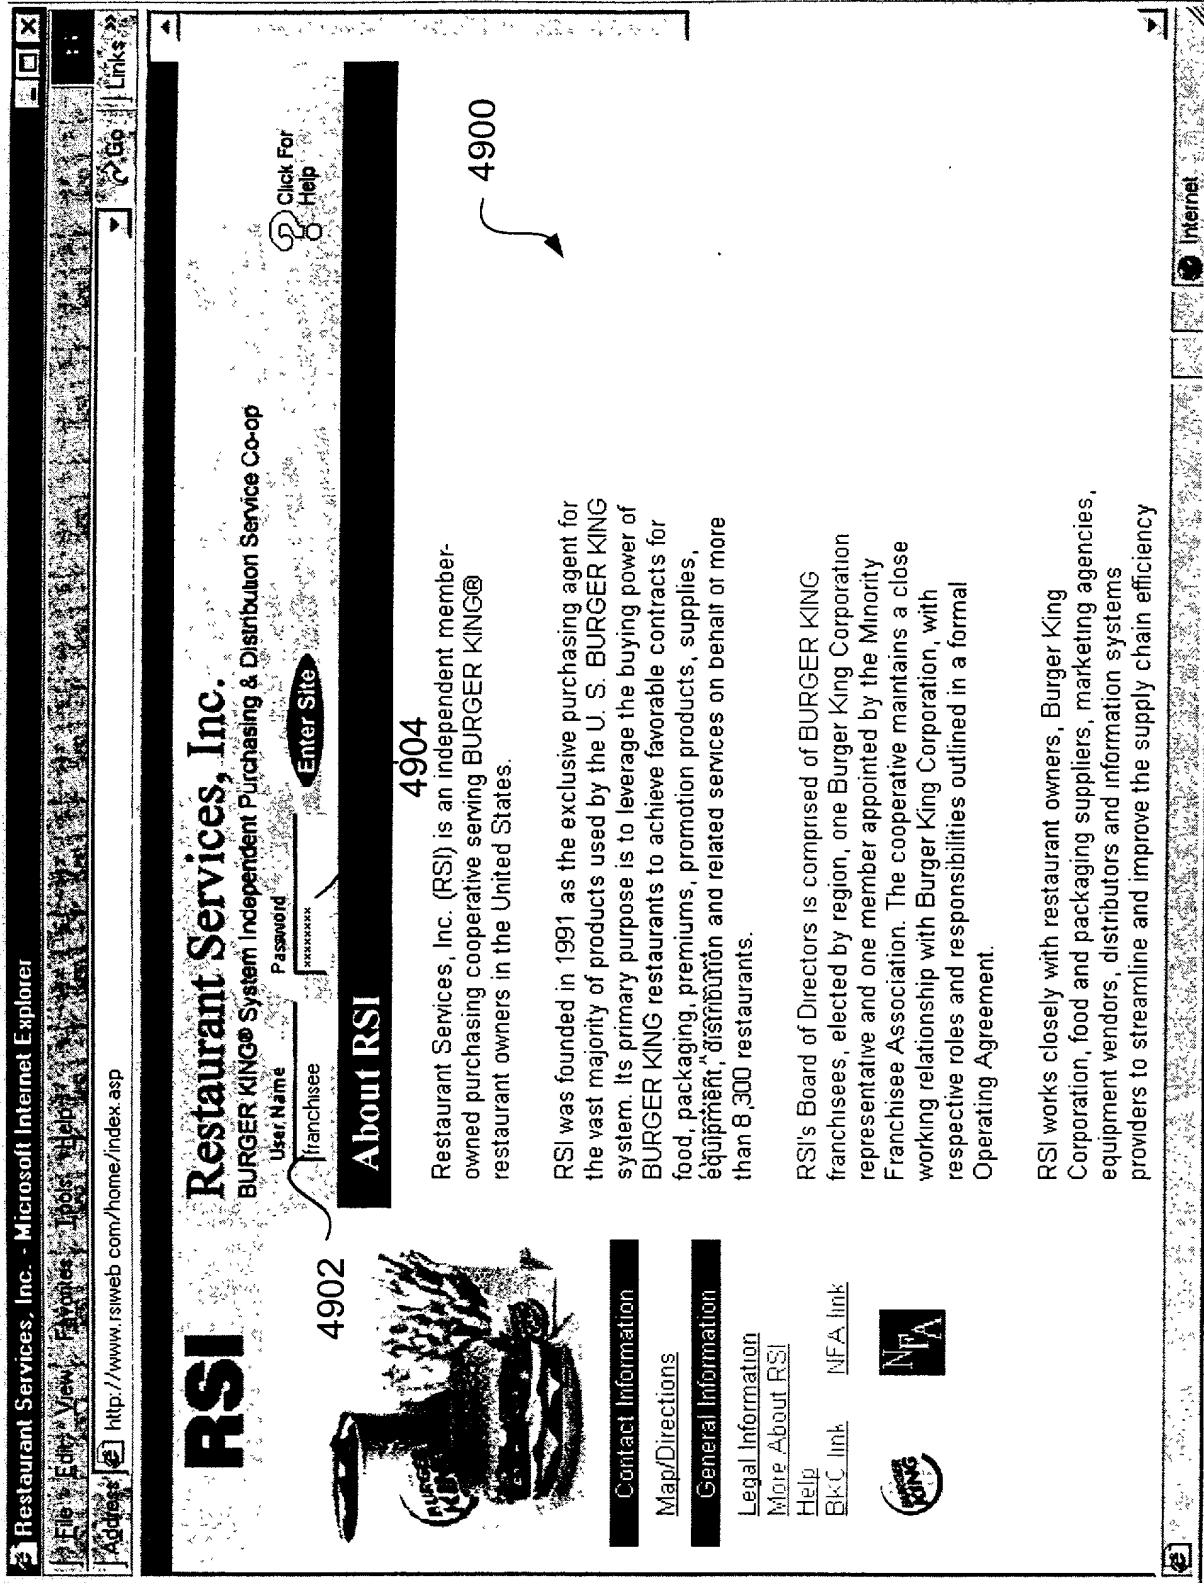 Restaurant Services, Inc. - Microsoft Internet Explorer
File Edit View Favorites Tools Help
Address http://www.rsiweb com/home/index.asp Go Links »
RSI
Restaurant Services, Inc.
BURGER KING® System Independent Purchasing & Distribution Service Co-op
User Name Password
franchisee xxxxxxxxx Enter Site
Click For
Help
4902
4904
4900
About RSI
Restaurant Services, Inc. (RSI) is an independent member-
owned purchasing cooperative serving BURGER KING®
restaurant owners in the United States.
RSI was founded in 1991 as the exclusive purchasing agent for
the vast majority of products used by the U. S. BURGER KING
system. Its primary purpose is to leverage the buying power of
BURGER KING restaurants to achieve favorable contracts for
food, packaging, premiums, promotion products, supplies,
equipment, distribution and related services on behalf of more
than 8,300 restaurants.
RSI's Board of Directors is comprised of BURGER KING
franchisees, elected by region, one Burger King Corporation
representative and one member appointed by the Minority
Franchisee Association. The cooperative maintains a close
working relationship with Burger King Corporation, with
respective roles and responsibilities outlined in a formal
Operating Agreement.
RSI works closely with restaurant owners, Burger King
Corporation, food and packaging suppliers, marketing agencies,
equipment vendors, distributors and information systems
providers to streamline and improve the supply chain efficiency
BURGER KING
Contact Information
Map/Directions
General Information
Legal Information
More About RSI
Help
BKC link NFA link
BURGER KING
NFA
Internet